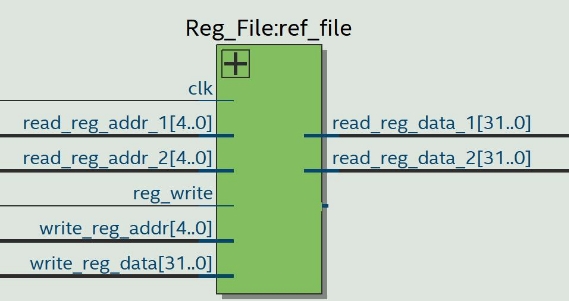 Reg_File:ref_file
clk
read_reg_addr_1[4..0]
read_reg_addr_2[4..0]
reg_write
write_reg_addr[4..0]
write_reg_data[31..0]
read_reg_data_1[31..0]
read_reg_data_2[31..0]